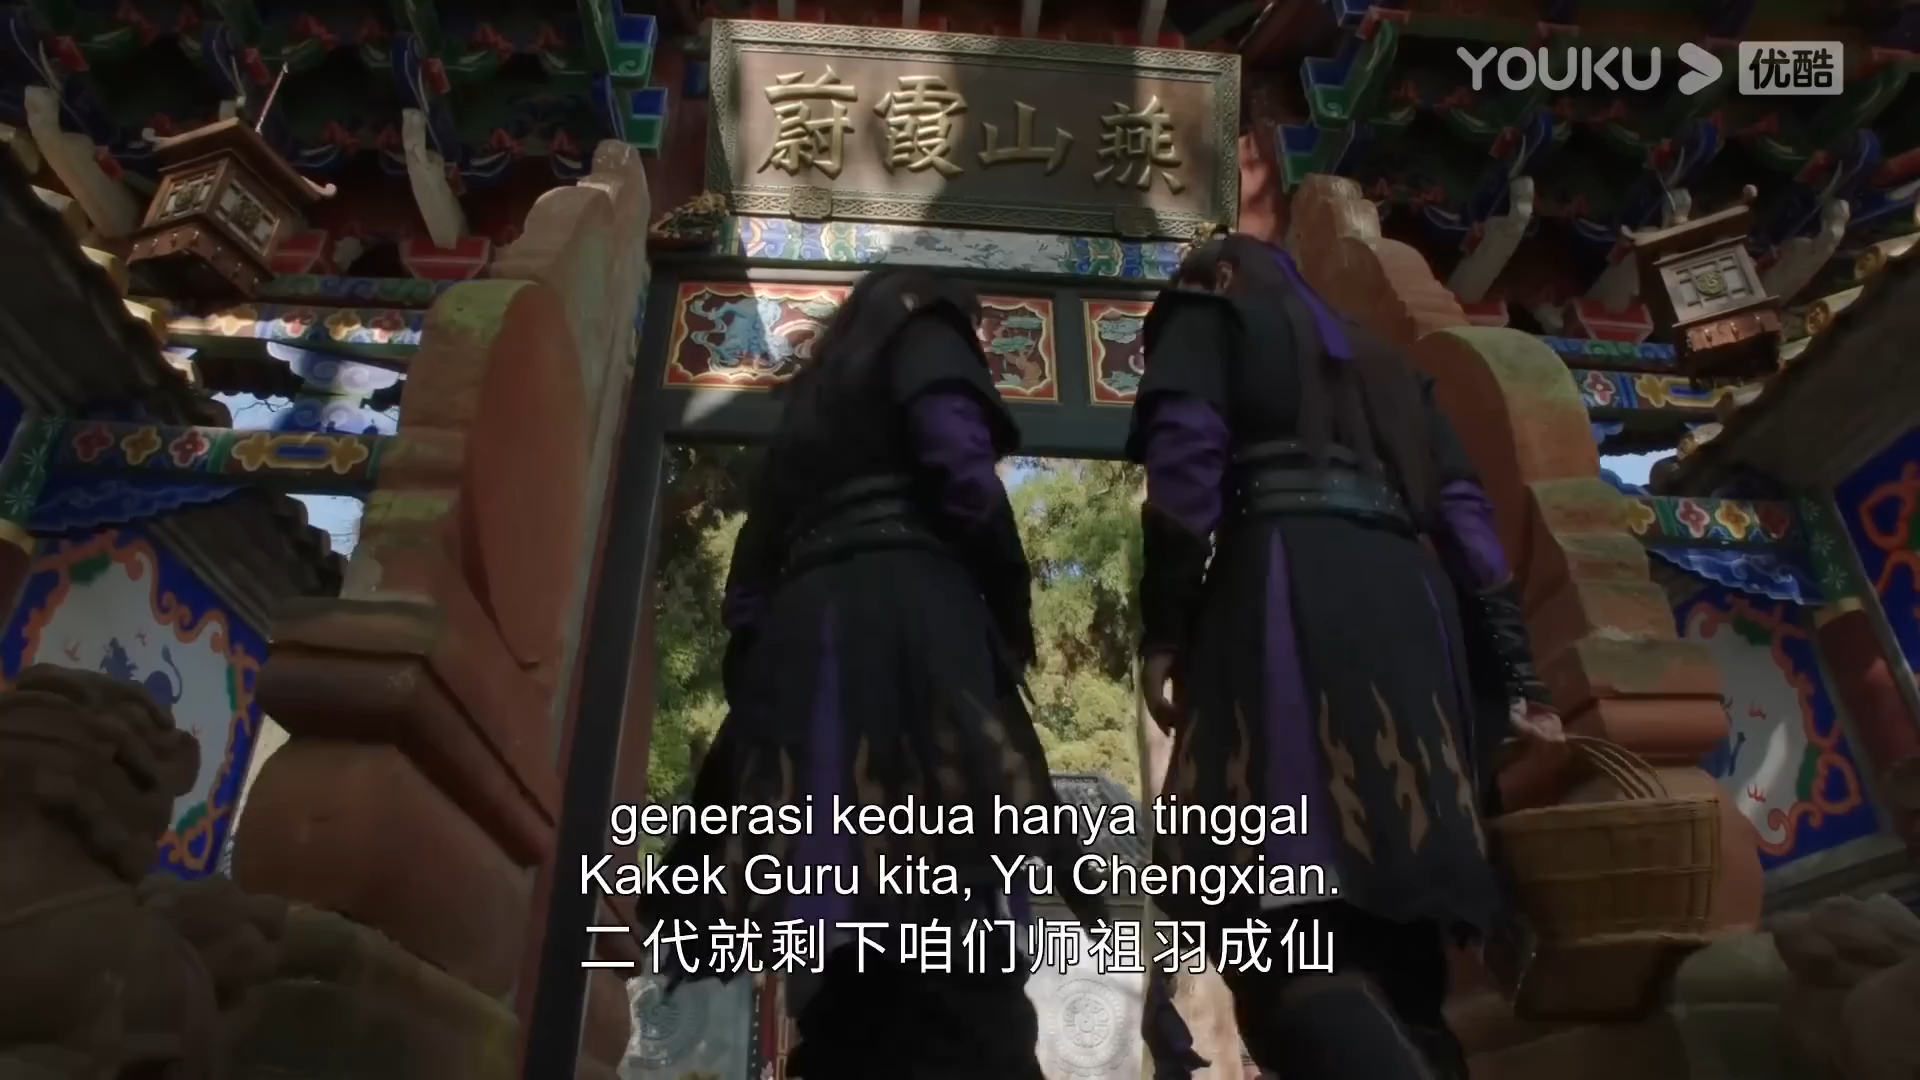 YOUKU 优酷
蔚霞山燕
generasi kedua hanya tinggal
Kakek Guru kita, Yu Chengxian.
二代就剩下咱们师祖羽成仙